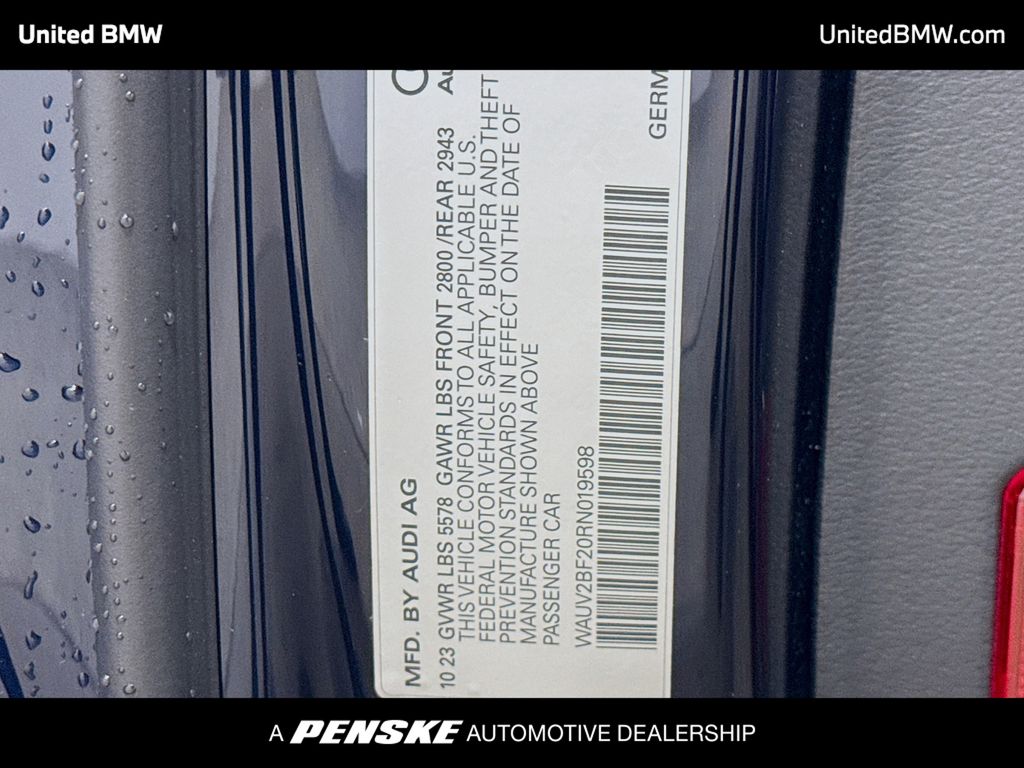 United BMW
UnitedBMW.com
MFD. BY AUDI AG
10 23 GVWR LBS 5578 GAWR LBS FRONT 2800/REAR 2943
THIS VEHICLE CONFORMS TO ALL APPLICABLE U.S.
FEDERAL MOTOR VEHICLE SAFETY, BUMPER AND THEFT
PREVENTION STANDARDS IN EFFECT ON THE DATE OF
MANUFACTURE SHOWN ABOVE
PASSENGER CAR
WAUV2BF20RN019598
A PENSKE AUTOMOTIVE DEALERSHIP